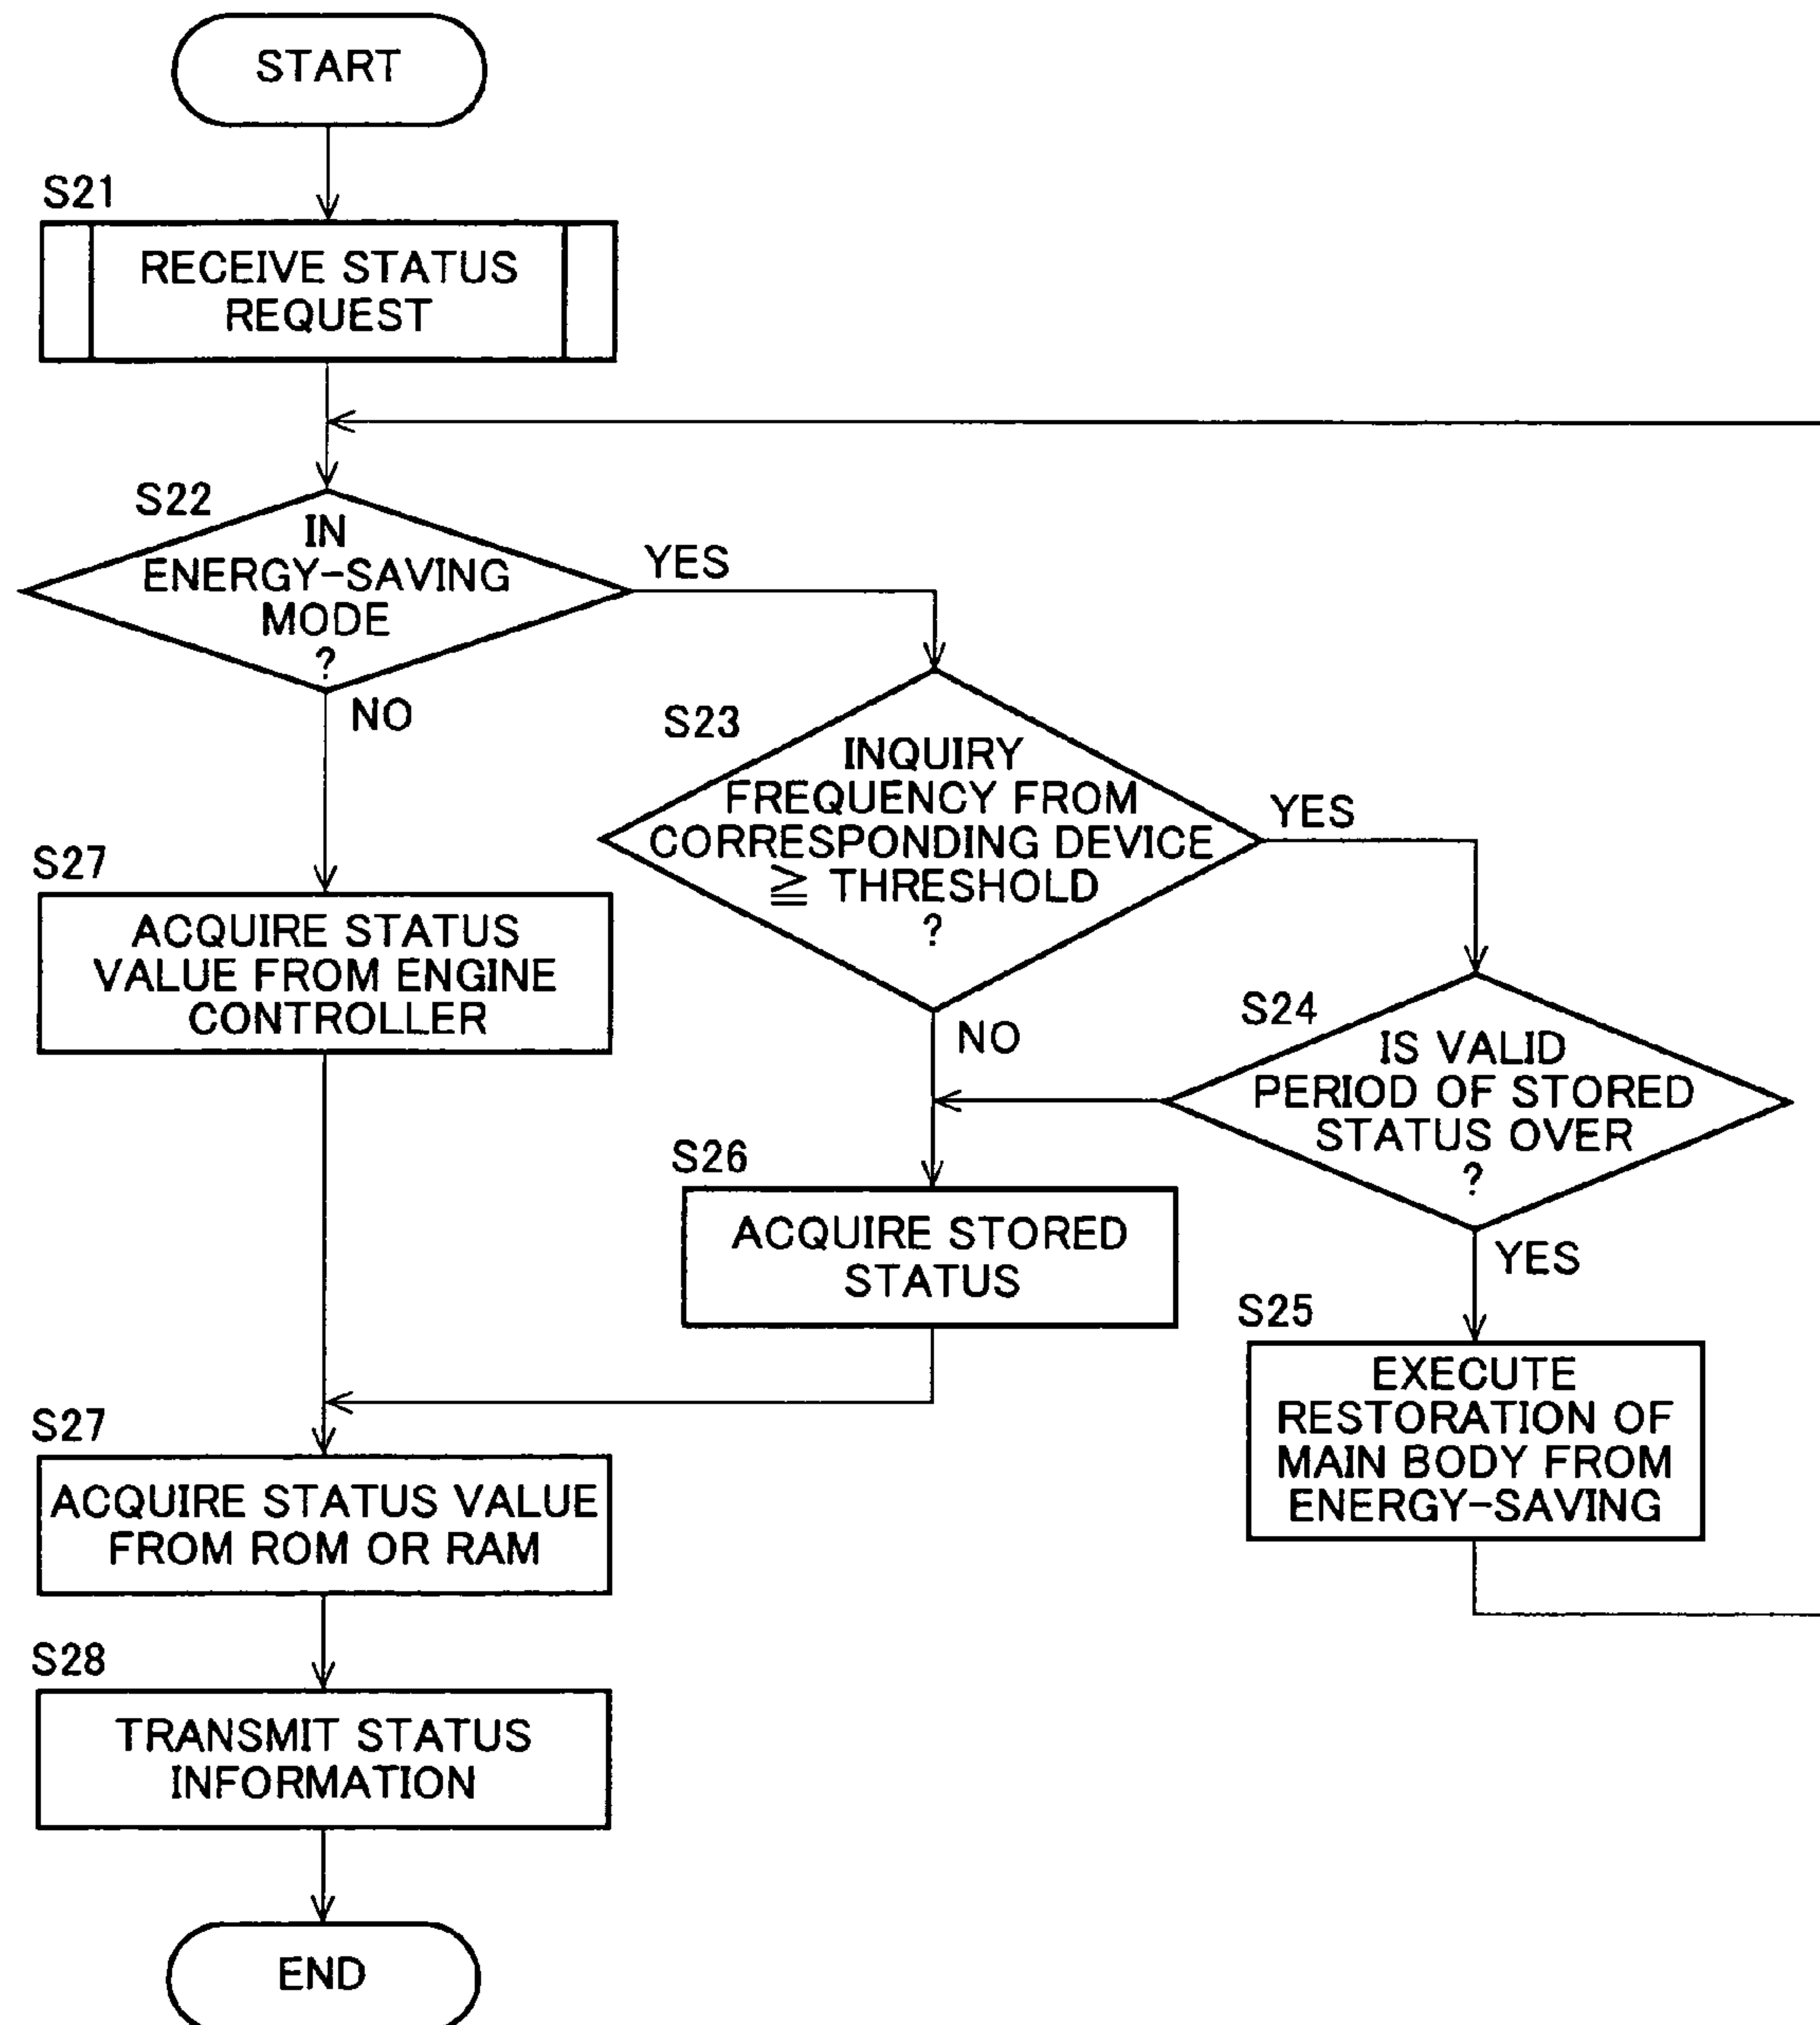 START
S21
RECEIVE STATUS
REQUEST
S22
IN
ENERGY-SAVING
MODE
?
YES
NO
S23
INQUIRY
FREQUENCY FROM
CORRESPONDING DEVICE
≧ THRESHOLD
?
YES
NO
S24
IS VALID
PERIOD OF STORED
STATUS OVER
?
YES
S25
EXECUTE
RESTORATION OF
MAIN BODY FROM
ENERGY-SAVING
S26
ACQUIRE STORED
STATUS
S27
ACQUIRE STATUS
VALUE FROM ENGINE
CONTROLLER
S27
ACQUIRE STATUS VALUE
FROM ROM OR RAM
S28
TRANSMIT STATUS
INFORMATION
END